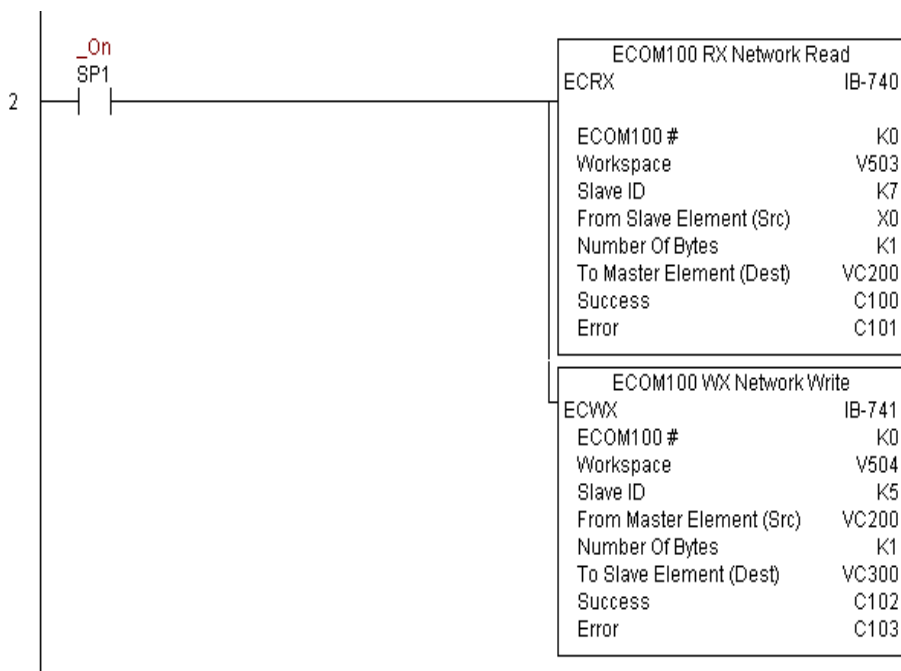 _On
SP1
2
ECOM100 RX Network Read
ECRX IB-740
ECOM100 # K0
Workspace V503
Slave ID K7
From Slave Element (Src) X0
Number Of Bytes K1
To Master Element (Dest) VC200
Success C100
Error C101
ECOM100 WX Network Write
ECWX IB-741
ECOM100 # K0
Workspace V504
Slave ID K5
From Master Element (Src) VC200
Number Of Bytes K1
To Slave Element (Dest) VC300
Success C102
Error C103